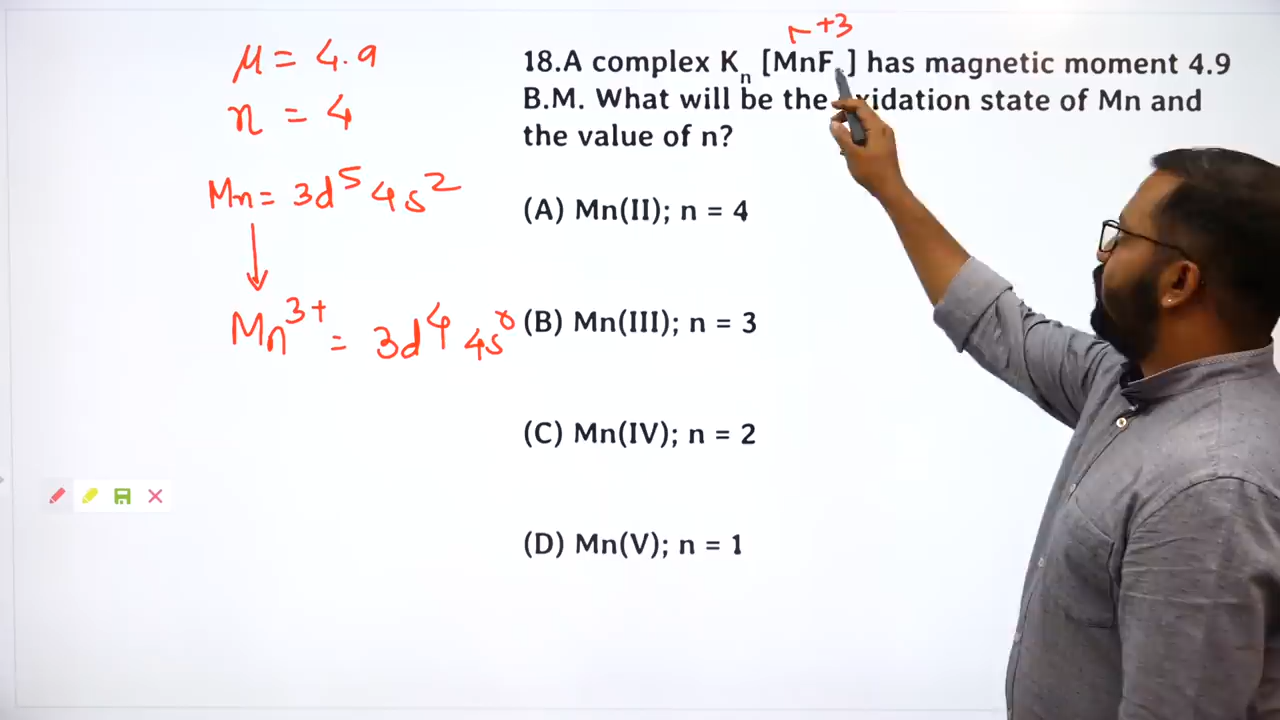 μ = 4.9
n = 4
Mn = 3d⁵ 4s²
Mn³⁺ = 3d⁴ 4s⁰
+3
18.A complex Kₙ [MnF ] has magnetic moment 4.9
B.M. What will be the oxidation state of Mn and
the value of n?
(A) Mn(II); n = 4
(B) Mn(III); n = 3
(C) Mn(IV); n = 2
(D) Mn(V); n = 1